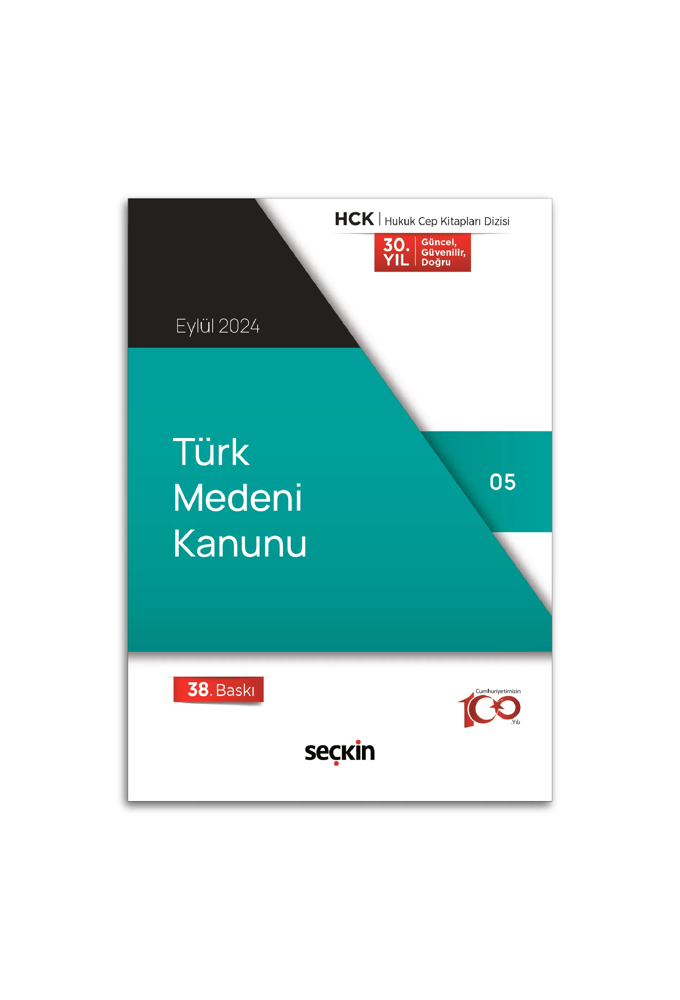 HCK | Hukuk Cep Kitapları Dizisi
30. YIL
Güncel,
Güvenilir,
Doğru
Eylül 2024
Türk
Medeni
Kanunu
05
38. Baskı
Cumhuriyetimizin
100
.Yılı
seçkin